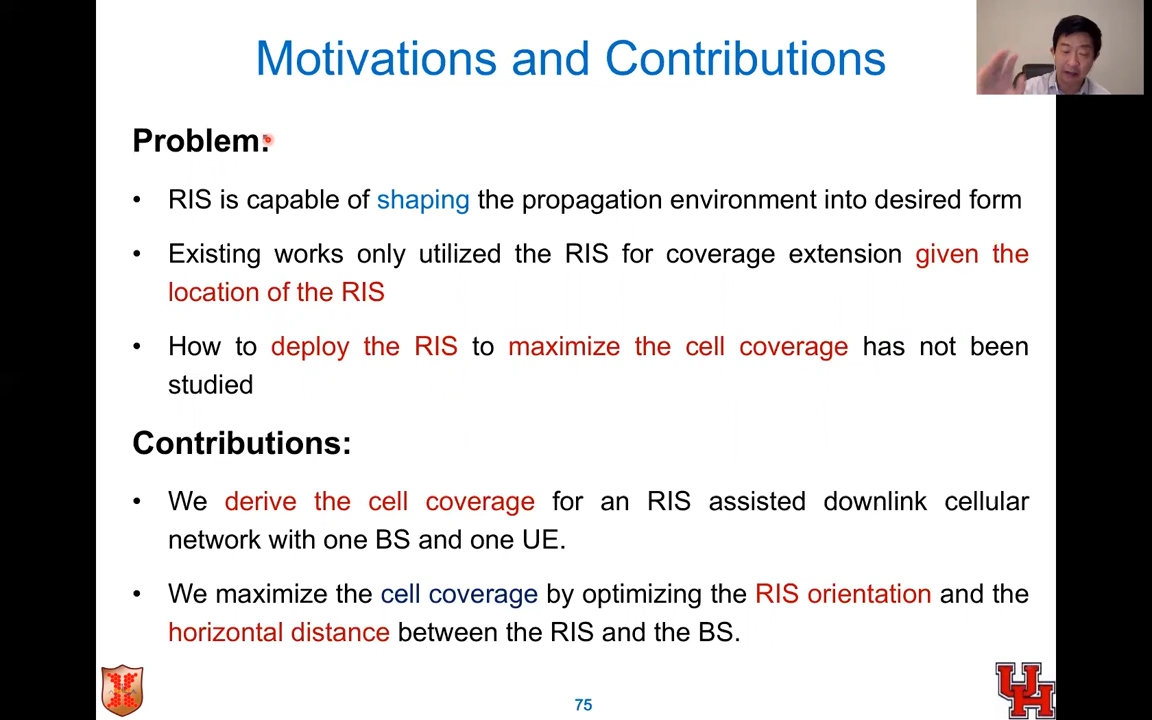 Motivations and Contributions
Problem:
• RIS is capable of shaping the propagation environment into desired form
• Existing works only utilized the RIS for coverage extension given the
location of the RIS
• How to deploy the RIS to maximize the cell coverage has not been
studied
Contributions:
• We derive the cell coverage for an RIS assisted downlink cellular
network with one BS and one UE.
• We maximize the cell coverage by optimizing the RIS orientation and the
horizontal distance between the RIS and the BS.
UH
75